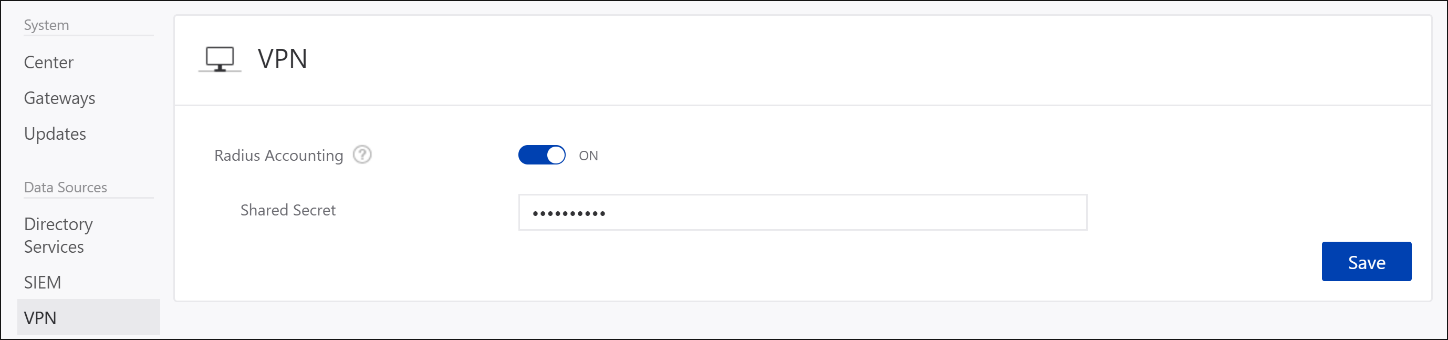 System
Center
Gateways
Updates
Data Sources
Directory
Services
SIEM
VPN
VPN
Radius Accounting ?
ON
Shared Secret
••••••••••
Save